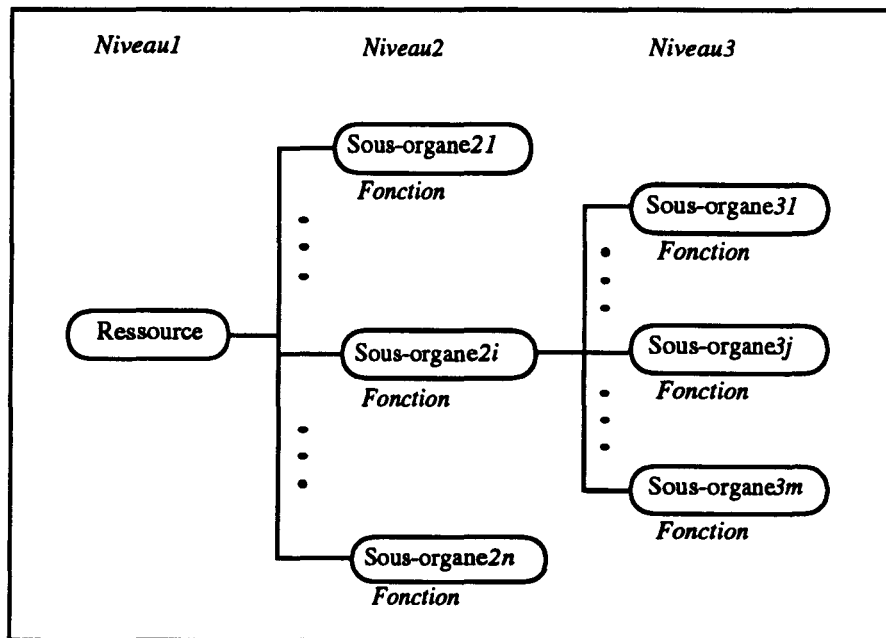 Niveau1
Niveau2
Niveau3
Sous-organe21
Fonction
Sous-organe31
Fonction
Ressource
Sous-organe2i
Fonction
Sous-organe3j
Fonction
Sous-organe3m
Fonction
Sous-organe2n
Fonction